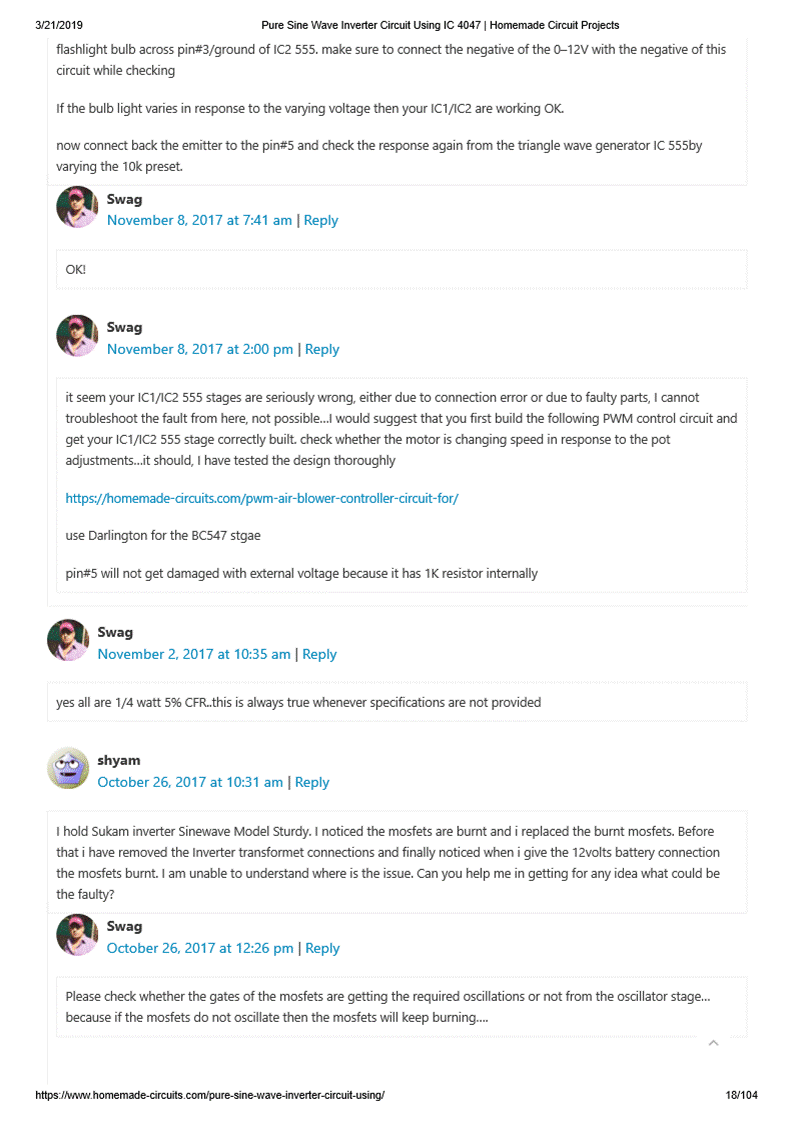 3/21/2019
Pure Sine Wave Inverter Circuit Using IC 4047 | Homemade Circuit Projects
flashlight bulb across pin#3/ground of IC2 555. make sure to connect the negative of the 0–12V with the negative of this
circuit while checking
If the bulb light varies in response to the varying voltage then your IC1/IC2 are working OK.
now connect back the emitter to the pin#5 and check the response again from the triangle wave generator IC 555by
varying the 10k preset.
Swag
November 8, 2017 at 7:41 am | Reply
OK!
Swag
November 8, 2017 at 2:00 pm | Reply
it seem your IC1/IC2 555 stages are seriously wrong, either due to connection error or due to faulty parts, I cannot
troubleshoot the fault from here, not possible…I would suggest that you first build the following PWM control circuit and
get your IC1/IC2 555 stage correctly built. check whether the motor is changing speed in response to the pot
adjustments…it should, I have tested the design thoroughly
https://homemade-circuits.com/pwm-air-blower-controller-circuit-for/
use Darlington for the BC547 stgae
pin#5 will not get damaged with external voltage because it has 1K resistor internally
Swag
November 2, 2017 at 10:35 am | Reply
yes all are 1/4 watt 5% CFR..this is always true whenever specifications are not provided
shyam
October 26, 2017 at 10:31 am | Reply
I hold Sukam inverter Sinewave Model Sturdy. I noticed the mosfets are burnt and i replaced the burnt mosfets. Before
that i have removed the Inverter transformet connections and finally noticed when i give the 12volts battery connection
the mosfets burnt. I am unable to understand where is the issue. Can you help me in getting for any idea what could be
the faulty?
Swag
October 26, 2017 at 12:26 pm | Reply
Please check whether the gates of the mosfets are getting the required oscillations or not from the oscillator stage…
because if the mosfets do not oscillate then the mosfets will keep burning….
https://www.homemade-circuits.com/pure-sine-wave-inverter-circuit-using/
18/104